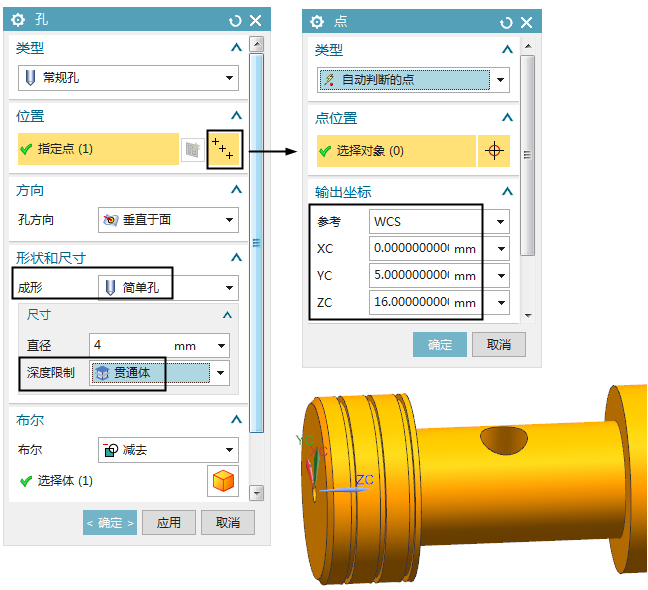 孔
类型
常规孔
位置
指定点 (1)
方向
孔方向
垂直于面
形状和尺寸
成形
简单孔
尺寸
直径
4
mm
深度限制
贯通体
布尔
布尔
减去
选择体 (1)
< 确定 >
应用
取消
点
类型
自动判断的点
点位置
选择对象 (0)
输出坐标
参考
WCS
XC
0.000000000 mm
YC
5.000000000 mm
ZC
16.00000000 mm
确定
取消
YC
ZC